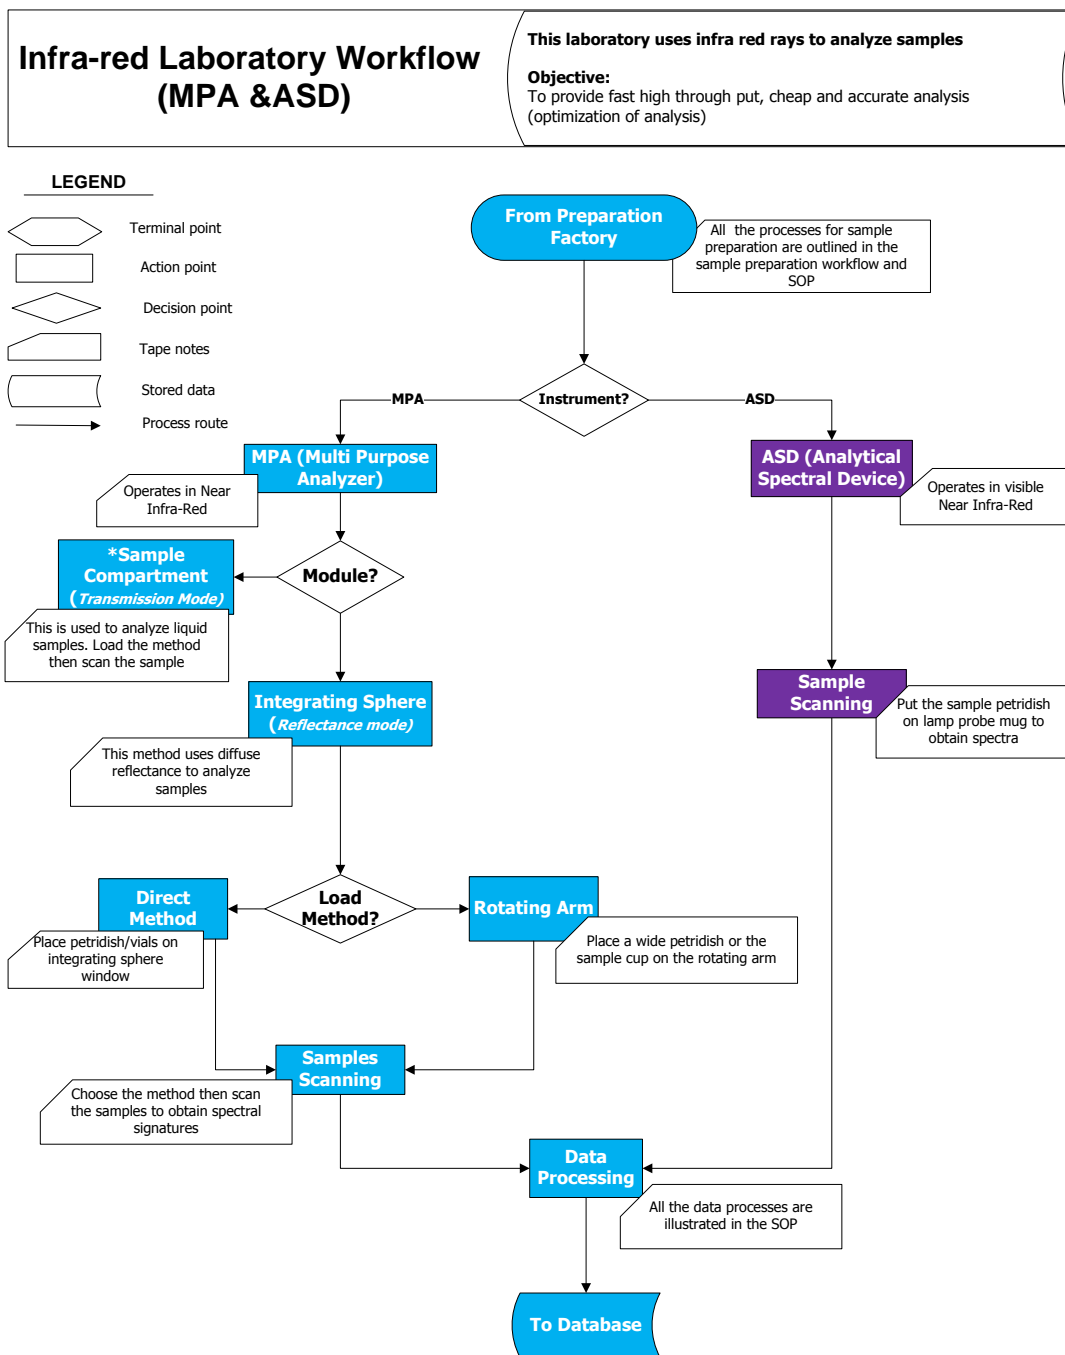 Infra-red Laboratory Workflow
(MPA &ASD)
This laboratory uses infra red rays to analyze samples
Objective:
To provide fast high through put, cheap and accurate analysis
(optimization of analysis)
LEGEND
Terminal point
Action point
Decision point
Tape notes
Stored data
Process route
From Preparation
Factory
All the processes for sample
preparation are outlined in the
sample preparation workflow and
SOP
Instrument?
MPA
ASD
MPA (Multi Purpose
Analyzer)
Operates in Near
Infra-Red
ASD (Analytical
Spectral Device)
Operates in visible
Near Infra-Red
*Sample
Compartment
(Transmission Mode)
This is used to analyze liquid
samples. Load the method
then scan the sample
Module?
Integrating Sphere
(Reflectance mode)
This method uses diffuse
reflectance to analyze
samples
Sample
Scanning
Put the sample petridish
on lamp probe mug to
obtain spectra
Direct
Method
Place petridish/vials on
integrating sphere
window
Load
Method?
Rotating Arm
Place a wide petridish or the
sample cup on the rotating arm
Samples
Scanning
Choose the method then scan
the samples to obtain spectral
signatures
Data
Processing
All the data processes are
illustrated in the SOP
To Database